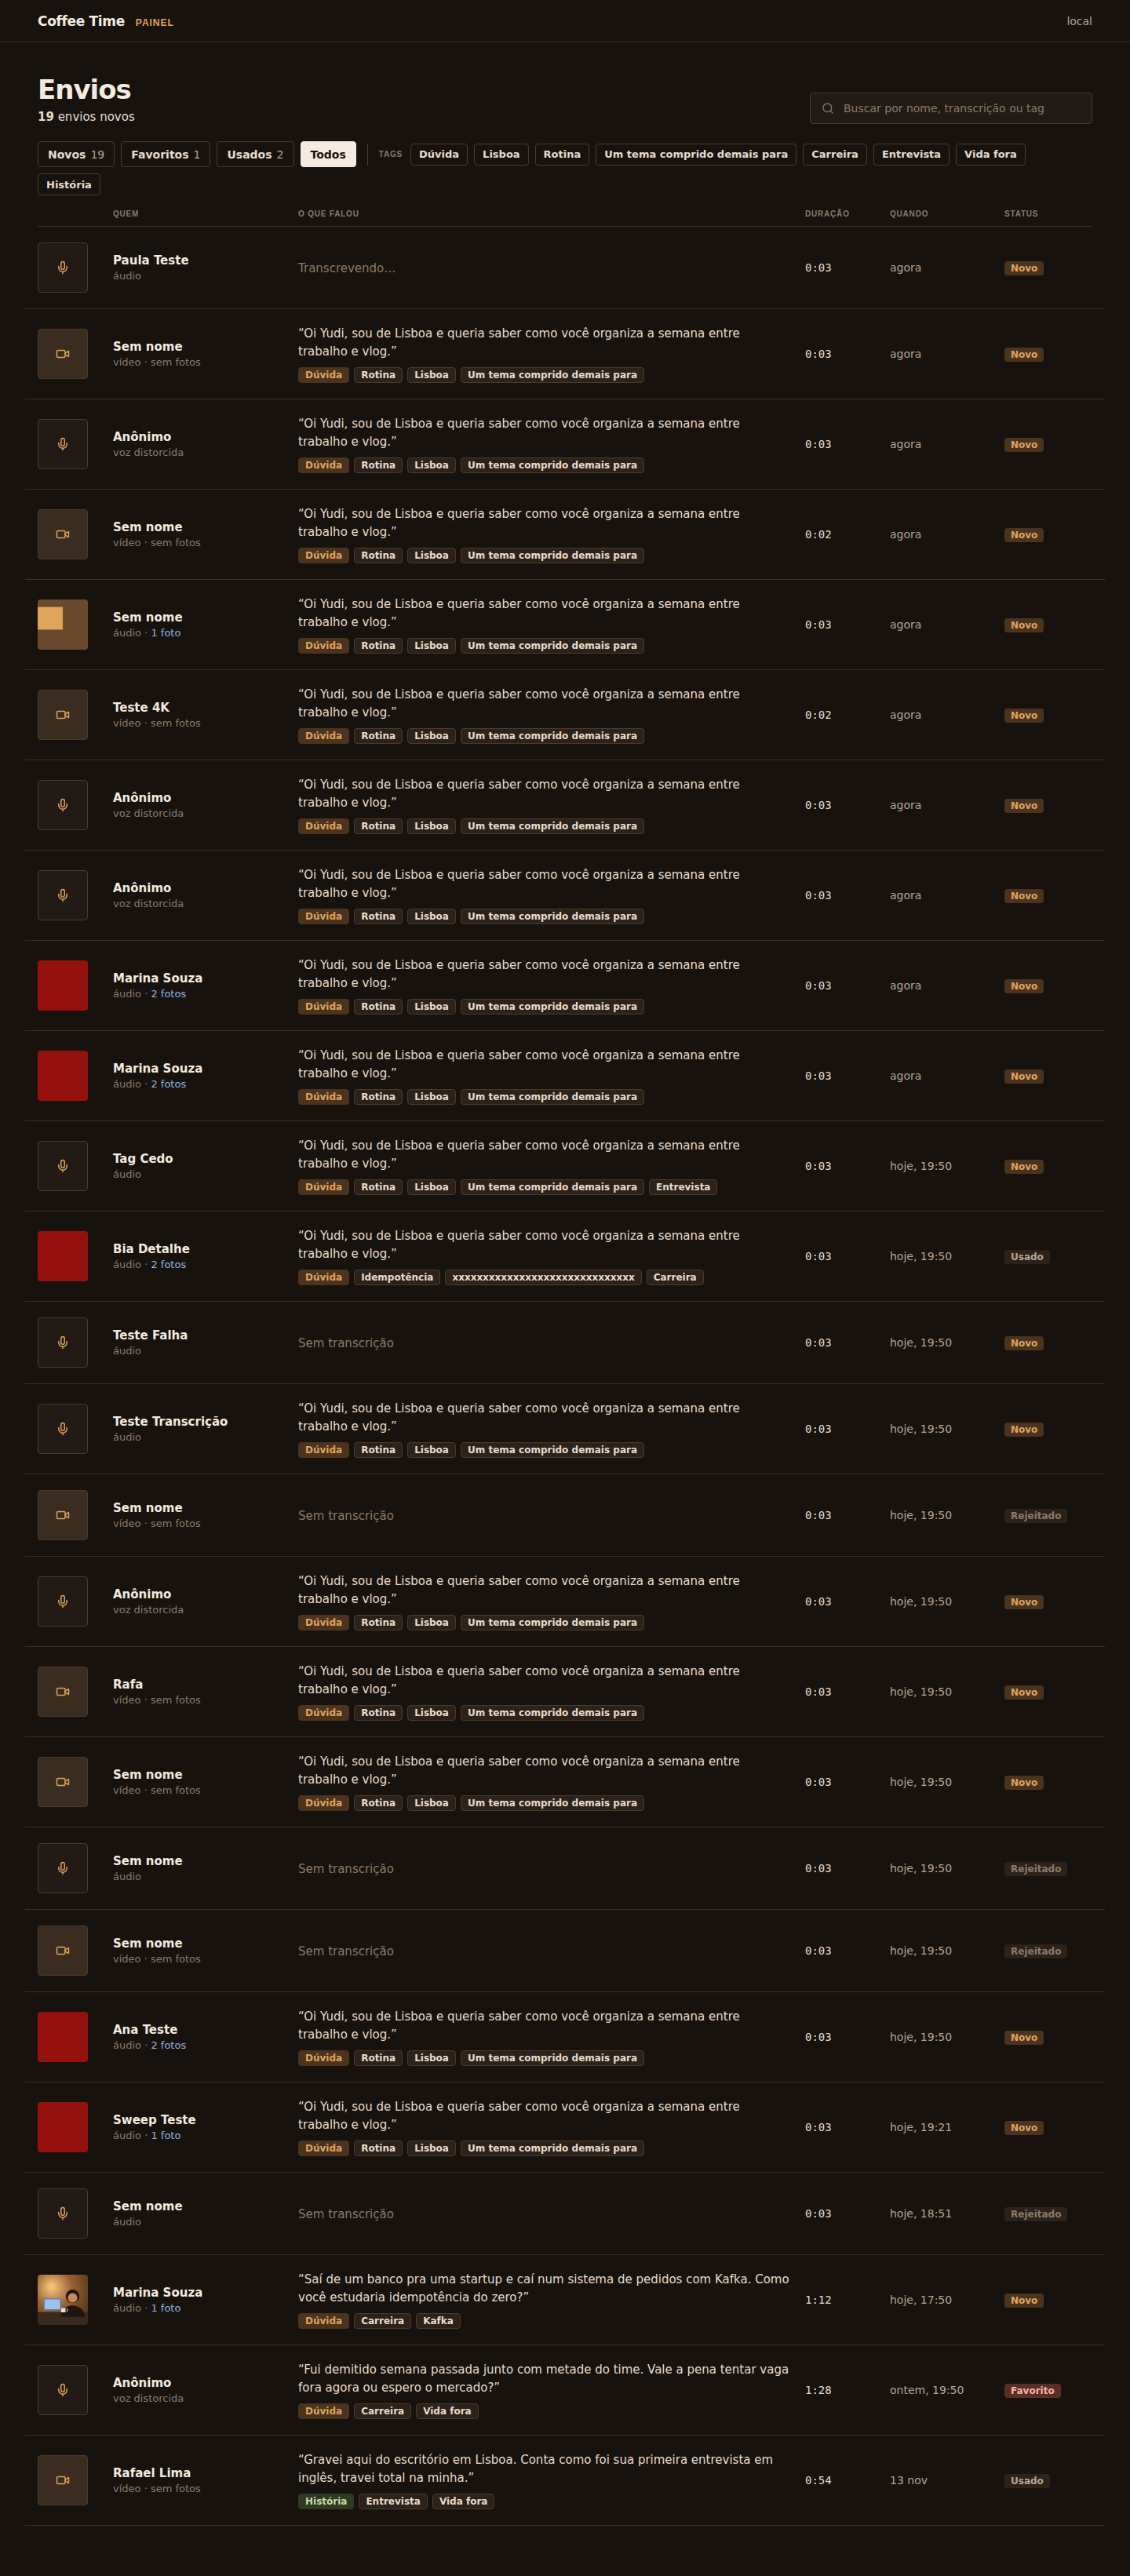 Coffee Time PAINEL local
Envios
19 envios novos
Buscar por nome, transcrição ou tag
Novos 19 Favoritos 1 Usados 2 Todos TAGS Dúvida Lisboa Rotina Um tema comprido demais para Carreira Entrevista Vida fora
História
QUEM O QUE FALOU DURAÇÃO QUANDO STATUS
Paula Teste
áudio
Transcrevendo…
0:03 agora Novo
Sem nome
vídeo · sem fotos
“Oi Yudi, sou de Lisboa e queria saber como você organiza a semana entre
trabalho e vlog.”
Dúvida Rotina Lisboa Um tema comprido demais para
0:03 agora Novo
Anônimo
voz distorcida
“Oi Yudi, sou de Lisboa e queria saber como você organiza a semana entre
trabalho e vlog.”
Dúvida Rotina Lisboa Um tema comprido demais para
0:03 agora Novo
Sem nome
vídeo · sem fotos
“Oi Yudi, sou de Lisboa e queria saber como você organiza a semana entre
trabalho e vlog.”
Dúvida Rotina Lisboa Um tema comprido demais para
0:02 agora Novo
Sem nome
áudio · 1 foto
“Oi Yudi, sou de Lisboa e queria saber como você organiza a semana entre
trabalho e vlog.”
Dúvida Rotina Lisboa Um tema comprido demais para
0:03 agora Novo
Teste 4K
vídeo · sem fotos
“Oi Yudi, sou de Lisboa e queria saber como você organiza a semana entre
trabalho e vlog.”
Dúvida Rotina Lisboa Um tema comprido demais para
0:02 agora Novo
Anônimo
voz distorcida
“Oi Yudi, sou de Lisboa e queria saber como você organiza a semana entre
trabalho e vlog.”
Dúvida Rotina Lisboa Um tema comprido demais para
0:03 agora Novo
Anônimo
voz distorcida
“Oi Yudi, sou de Lisboa e queria saber como você organiza a semana entre
trabalho e vlog.”
Dúvida Rotina Lisboa Um tema comprido demais para
0:03 agora Novo
Marina Souza
áudio · 2 fotos
“Oi Yudi, sou de Lisboa e queria saber como você organiza a semana entre
trabalho e vlog.”
Dúvida Rotina Lisboa Um tema comprido demais para
0:03 agora Novo
Marina Souza
áudio · 2 fotos
“Oi Yudi, sou de Lisboa e queria saber como você organiza a semana entre
trabalho e vlog.”
Dúvida Rotina Lisboa Um tema comprido demais para
0:03 agora Novo
Tag Cedo
áudio
“Oi Yudi, sou de Lisboa e queria saber como você organiza a semana entre
trabalho e vlog.”
Dúvida Rotina Lisboa Um tema comprido demais para Entrevista
0:03 hoje, 19:50 Novo
Bia Detalhe
áudio · 2 fotos
“Oi Yudi, sou de Lisboa e queria saber como você organiza a semana entre
trabalho e vlog.”
Dúvida Idempotência xxxxxxxxxxxxxxxxxxxxxxxxxxxxxx Carreira
0:03 hoje, 19:50 Usado
Teste Falha
áudio
Sem transcrição
0:03 hoje, 19:50 Novo
Teste Transcrição
áudio
“Oi Yudi, sou de Lisboa e queria saber como você organiza a semana entre
trabalho e vlog.”
Dúvida Rotina Lisboa Um tema comprido demais para
0:03 hoje, 19:50 Novo
Sem nome
vídeo · sem fotos
Sem transcrição
0:03 hoje, 19:50 Rejeitado
Anônimo
voz distorcida
“Oi Yudi, sou de Lisboa e queria saber como você organiza a semana entre
trabalho e vlog.”
Dúvida Rotina Lisboa Um tema comprido demais para
0:03 hoje, 19:50 Novo
Rafa
vídeo · sem fotos
“Oi Yudi, sou de Lisboa e queria saber como você organiza a semana entre
trabalho e vlog.”
Dúvida Rotina Lisboa Um tema comprido demais para
0:03 hoje, 19:50 Novo
Sem nome
vídeo · sem fotos
“Oi Yudi, sou de Lisboa e queria saber como você organiza a semana entre
trabalho e vlog.”
Dúvida Rotina Lisboa Um tema comprido demais para
0:03 hoje, 19:50 Novo
Sem nome
áudio
Sem transcrição
0:03 hoje, 19:50 Rejeitado
Sem nome
vídeo · sem fotos
Sem transcrição
0:03 hoje, 19:50 Rejeitado
Ana Teste
áudio · 2 fotos
“Oi Yudi, sou de Lisboa e queria saber como você organiza a semana entre
trabalho e vlog.”
Dúvida Rotina Lisboa Um tema comprido demais para
0:03 hoje, 19:50 Novo
Sweep Teste
áudio · 1 foto
“Oi Yudi, sou de Lisboa e queria saber como você organiza a semana entre
trabalho e vlog.”
Dúvida Rotina Lisboa Um tema comprido demais para
0:03 hoje, 19:21 Novo
Sem nome
áudio
Sem transcrição
0:03 hoje, 18:51 Rejeitado
Marina Souza
áudio · 1 foto
“Saí de um banco pra uma startup e caí num sistema de pedidos com Kafka. Como
você estudaria idempotência do zero?”
Dúvida Carreira Kafka
1:12 hoje, 17:50 Novo
Anônimo
voz distorcida
“Fui demitido semana passada junto com metade do time. Vale a pena tentar vaga
fora agora ou espero o mercado?”
Dúvida Carreira Vida fora
1:28 ontem, 19:50 Favorito
Rafael Lima
vídeo · sem fotos
“Gravei aqui do escritório em Lisboa. Conta como foi sua primeira entrevista em
inglês, travei total na minha.”
História Entrevista Vida fora
0:54 13 nov Usado